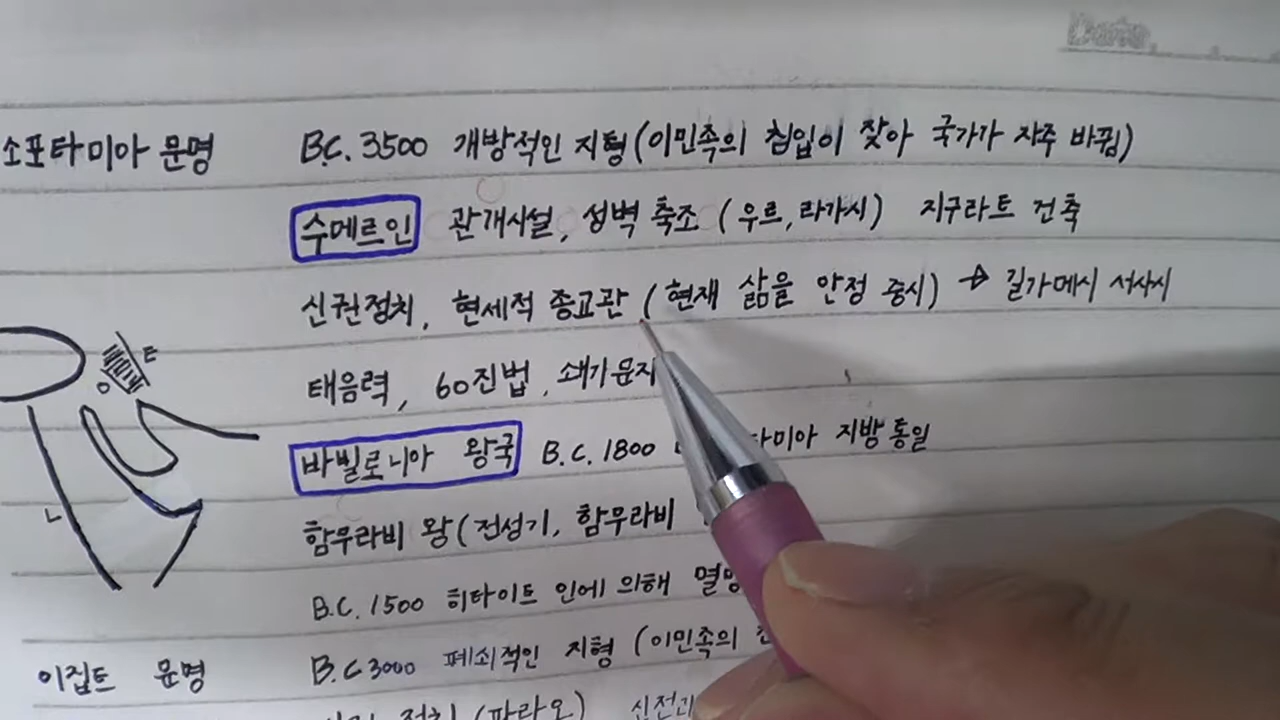 소포타미아 문명 B.C. 3500 개방적인 지형(이민족의 침입이 잦아 국가가 자주 바뀜)
수메르인 관개시설, 성벽 축조 (우르, 라가시) 지구라트 건축
신권정치, 현세적 종교관 (현재 삶을 안정 중시) → 길가메시 서사시
태음력, 60진법, 쐐기문자
E
바빌로니아 왕국 B.C. 1800 타미아 지방 통일
함무라비 왕(전성기, 함무라비
B.C. 1500 히타이트 인에 의해
이집트 문명 B.C 3000 폐쇄적인 지형 (이민족의
정치 (파라오)